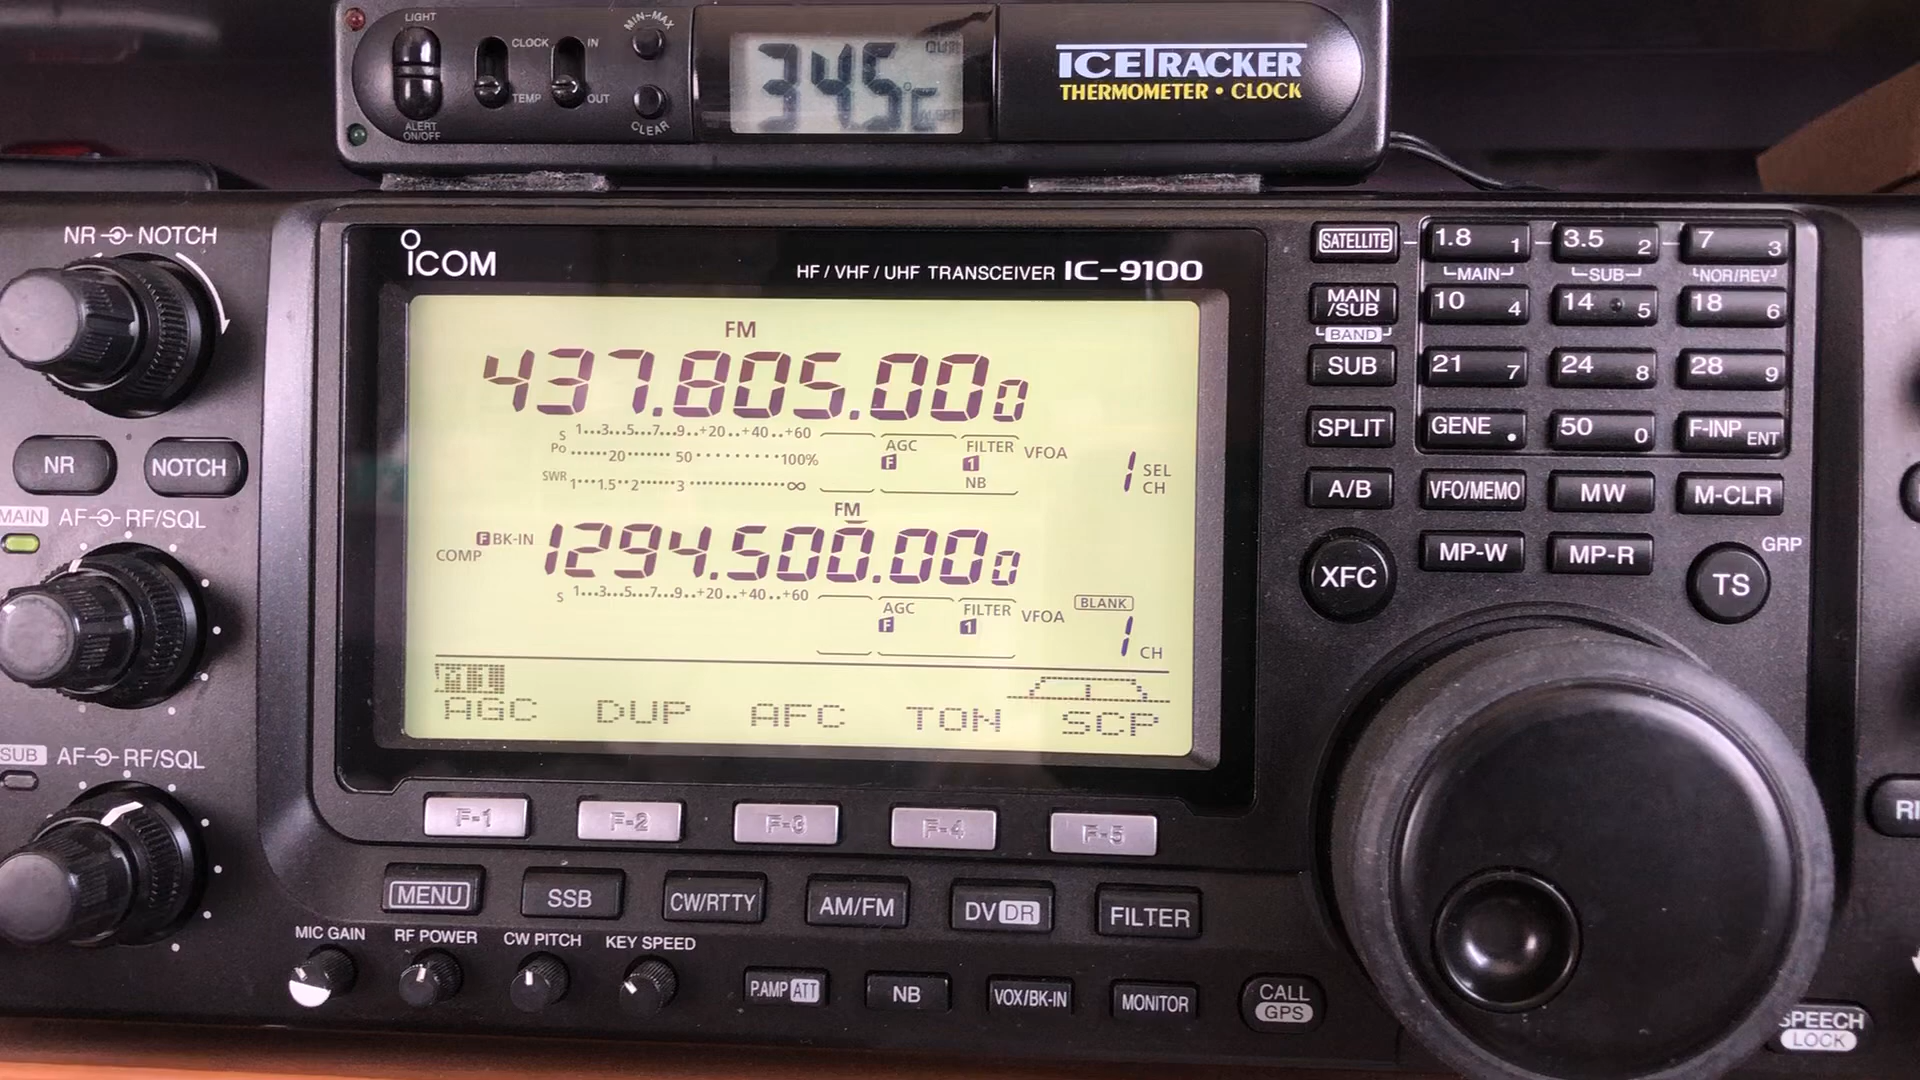 LIGHT
CLOCK IN
MIN-MAX
TEMP OUT
CLEAR
ALERT
ON/OFF
OUT
34.5°C
ALERT
ICETRACKER
THERMOMETER • CLOCK
NR NOTCH
NR NOTCH
MAIN AF RF/SQL
SUB AF RF/SQL
ICOM
HF / VHF / UHF TRANSCEIVER IC-9100
FM
437.805.000
S 1...3...5...7...9..+20..+40..+60
Po ......20.......50.........100%
SWR 1...1.5..2......3...............∞
AGC FILTER VFOA
F 1
NB
1 SEL
CH
FM
F BK-IN
COMP
1294.500.000
S 1...3...5...7...9..+20..+40..+60
AGC FILTER VFOA
F 1
BLANK
1 CH
AGC DUP AFC TON SCP
F-1 F-2 F-3 F-4 F-5
MENU SSB CW/RTTY AM/FM DV DR FILTER
MIC GAIN RF POWER CW PITCH KEY SPEED
P.AMP ATT NB VOX/BK-IN MONITOR CALL
GPS
SATELLITE 1.8 1 3.5 2 7 3
MAIN SUB NOR/REV
MAIN
/SUB 10 4 14 5 18 6
BAND
SUB 21 7 24 8 28 9
SPLIT GENE . 50 0 F-INP ENT
A/B VFO/MEMO MW M-CLR
XFC MP-W MP-R GRP
TS
RI
SPEECH
LOCK